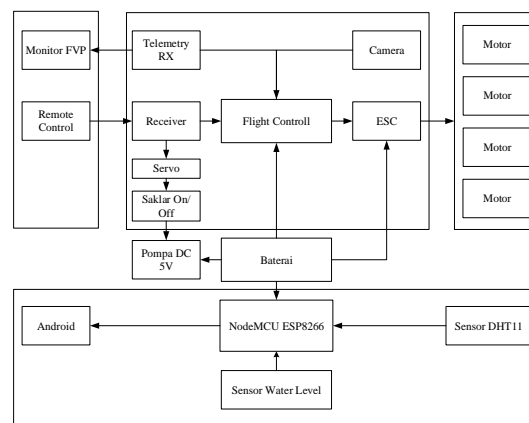 Monitor FVP
Telemetry
RX
Camera
Motor
Motor
Motor
Motor
Remote
Control
Receiver
Flight Controll
ESC
Servo
Saklar On/
Off
Pompa DC
5V
Baterai
Android
NodeMCU ESP8266
Sensor DHT11
Sensor Water Level